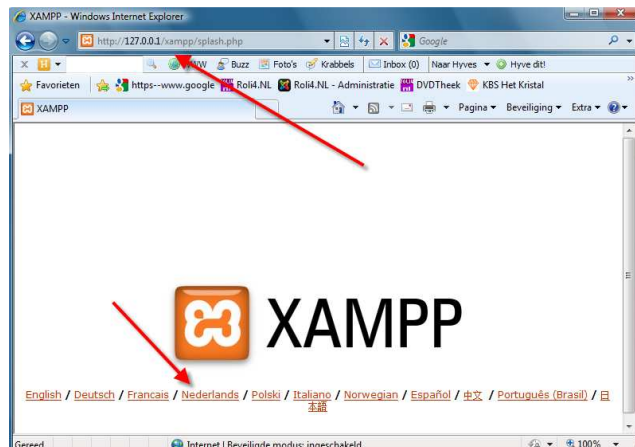 XAMPP - Windows Internet Explorer
http://127.0.0.1/xampp/splash.php Google
Buzz Foto's Krabbels Inbox (0) Naar Hyves Hyve dit!
Favorieten https--www.google Roli4.NL Roli4.NL - Administratie DVDTheek KBS Het Kristal
XAMPP Pagina Beveiliging Extra
XAMPP
English / Deutsch / Francais / Nederlands / Polski / Italiano / Norwegian / Español / 中文 / Português (Brasil) / 日
本語
Gereed Internet | Beveiligde modus: ingeschakeld 100%